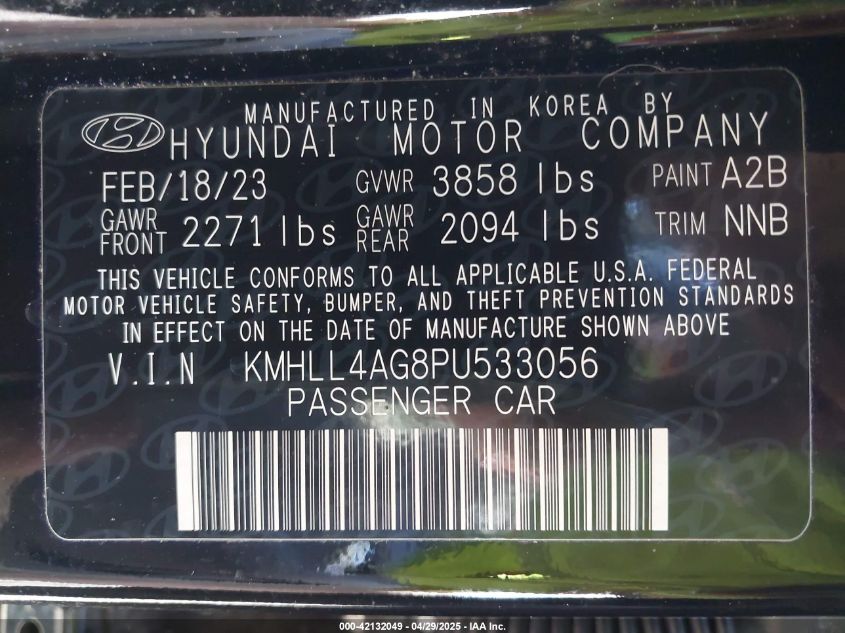 MANUFACTURED IN KOREA BY
HYUNDAI MOTOR COMPANY
FEB/18/23 GVWR 3858 lbs PAINT A2B
GAWR FRONT 2271 lbs GAWR REAR 2094 lbs TRIM NNB
THIS VEHICLE CONFORMS TO ALL APPLICABLE U.S.A. FEDERAL
MOTOR VEHICLE SAFETY, BUMPER, AND THEFT PREVENTION STANDARDS
IN EFFECT ON THE DATE OF MANUFACTURE SHOWN ABOVE
V.I.N KMHLL4AG8PU533056
PASSENGER CAR
000-42132049 - 04/29/2025 - IAA Inc.